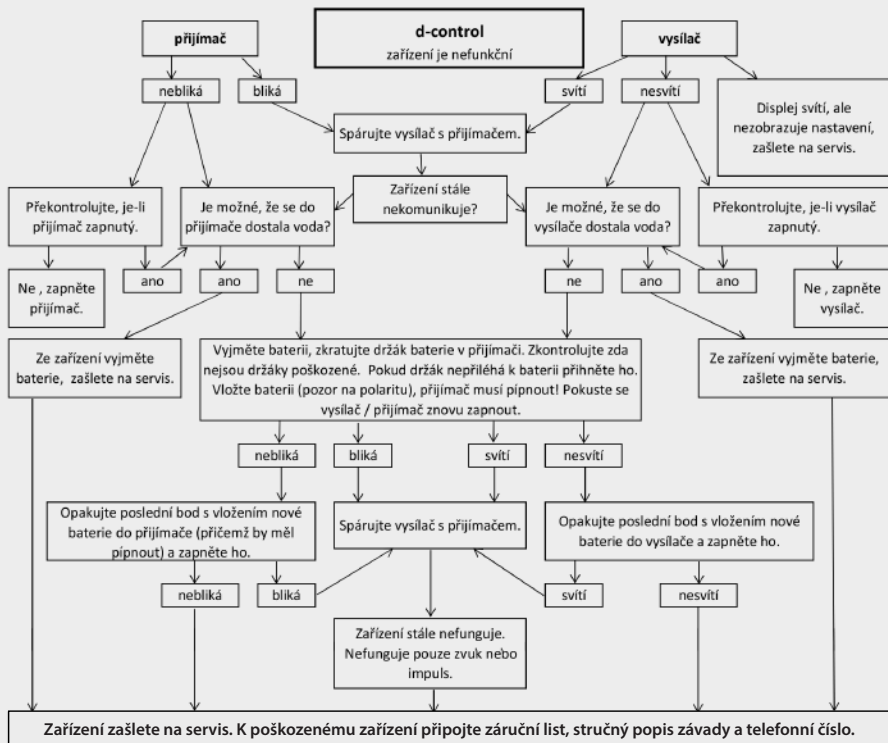 přijímač
d-control
zařízení je nefunkční
vysílač
nebliká
bliká
svítí
nesvítí
Displej svítí, ale
nezobrazuje nastavení,
zašlete na servis.
Spárujte vysílač s přijímačem.
Překontrolujte, je-li
přijímač zapnutý.
Je možné, že se do
přijímače dostala voda?
Zařízení stále
nekomunikuje?
Je možné, že se do
vysílače dostala voda?
Překontrolujte, je-li vysílač
zapnutý.
Ne , zapněte
přijímač.
ano
ano
ne
ne
ano
ano
Ne , zapněte
vysílač.
Ze zařízení vyjměte
baterie, zašlete na servis.
Vyjměte baterii, zkratujte držák baterie v přijímači. Zkontrolujte zda
nejsou držáky poškozené. Pokud držák nepřiléhá k baterii přihněte ho.
Vložte baterii (pozor na polaritu), přijímač musí pípnout! Pokuste se
vysílač / přijímač znovu zapnout.
Ze zařízení vyjměte baterie,
zašlete na servis.
nebliká
bliká
svítí
nesvítí
Opakujte poslední bod s vložením nové
baterie do přijímače (přičemž by měl
pípnout) a zapněte ho.
Spárujte vysílač s přijímačem.
Opakujte poslední bod s vložením nové
baterie do vysílače a zapněte ho.
nebliká
bliká
svítí
nesvítí
Zařízení stále nefunguje.
Nefunguje pouze zvuk nebo
impuls.
Zařízení zašlete na servis. K poškozenému zařízení připojte záruční list, stručný popis závady a telefonní číslo.